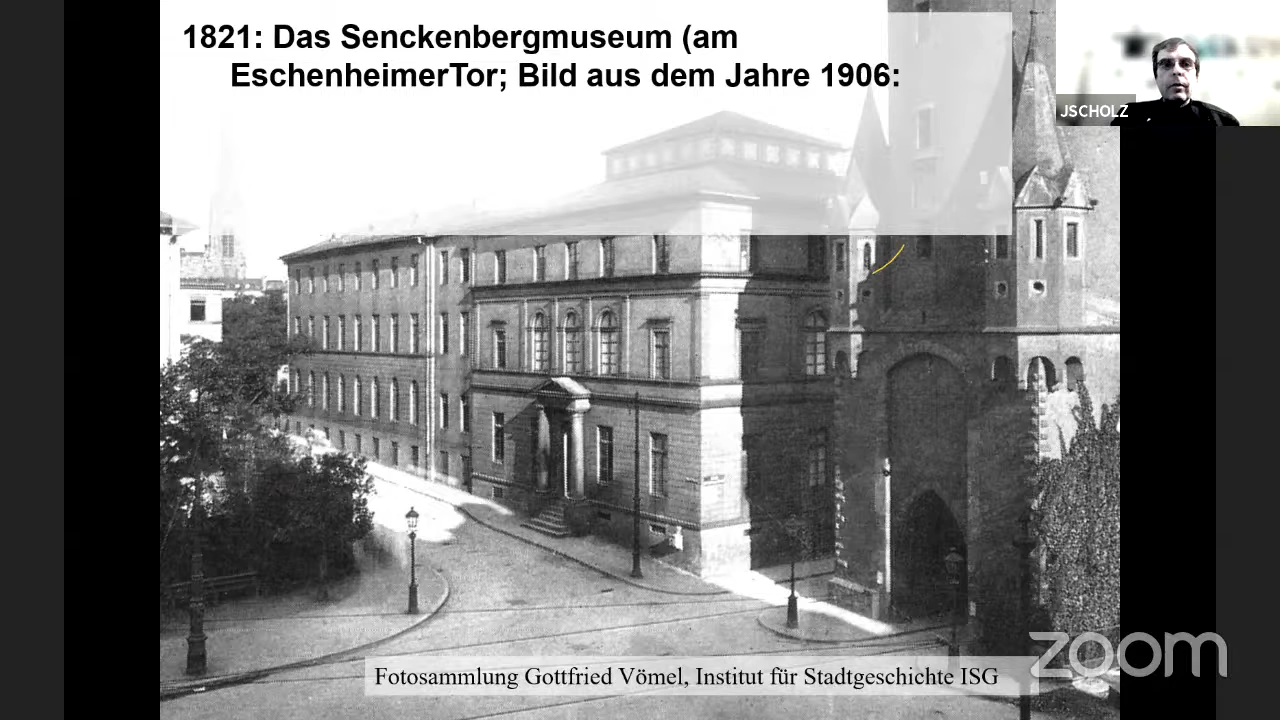 1821: Das Senckenbergmuseum (am
EschenheimerTor; Bild aus dem Jahre 1906:
JSCHOLZ
Fotosammlung Gottfried Vömel, Institut für Stadtgeschichte ISG
zoom